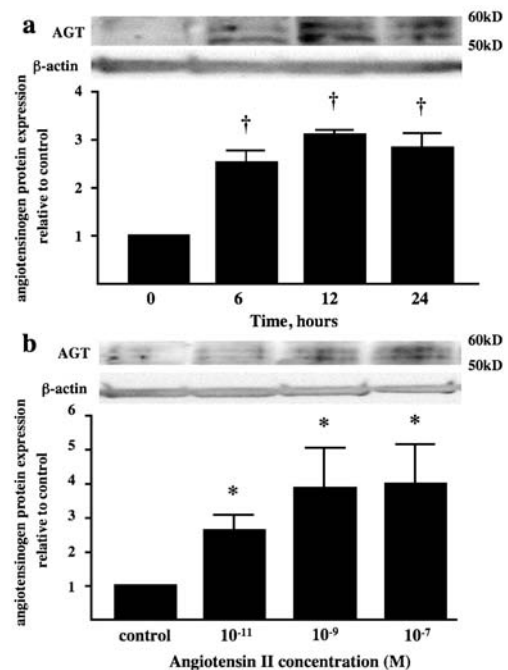 a
AGT
60kD
50kD
β-actin
angiotensinogen protein expression
relative to control
4
3
2
1
† † †
0 6 12 24
Time, hours
b
AGT
60kD
50kD
β-actin
angiotensinogen protein expression
relative to control
6
5
4
3
2
1
* * *
control 10⁻¹¹ 10⁻⁹ 10⁻⁷
Angiotensin II concentration (M)